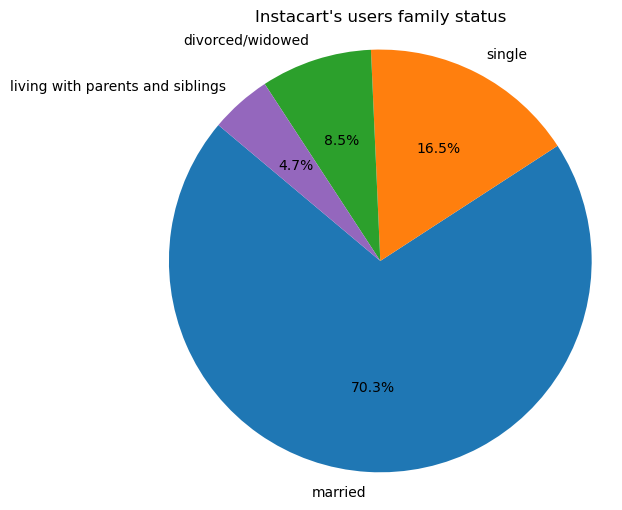 Instacart's users family status
divorced/widowed
single
living with parents and siblings
8.5%
16.5%
4.7%
70.3%
married